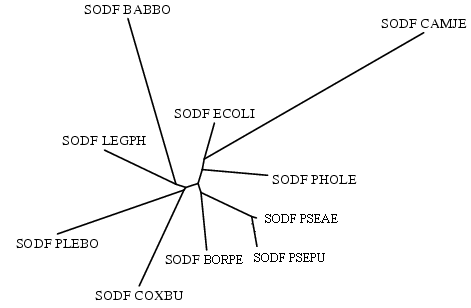 SODF BABBO
SODF CAMJE
SODF ECOLI
SODF LEGPH
SODF PHOLE
SODF PSEAE
SODF PLEBO
SODF BORPE
SODF PSEPU
SODF COXBU